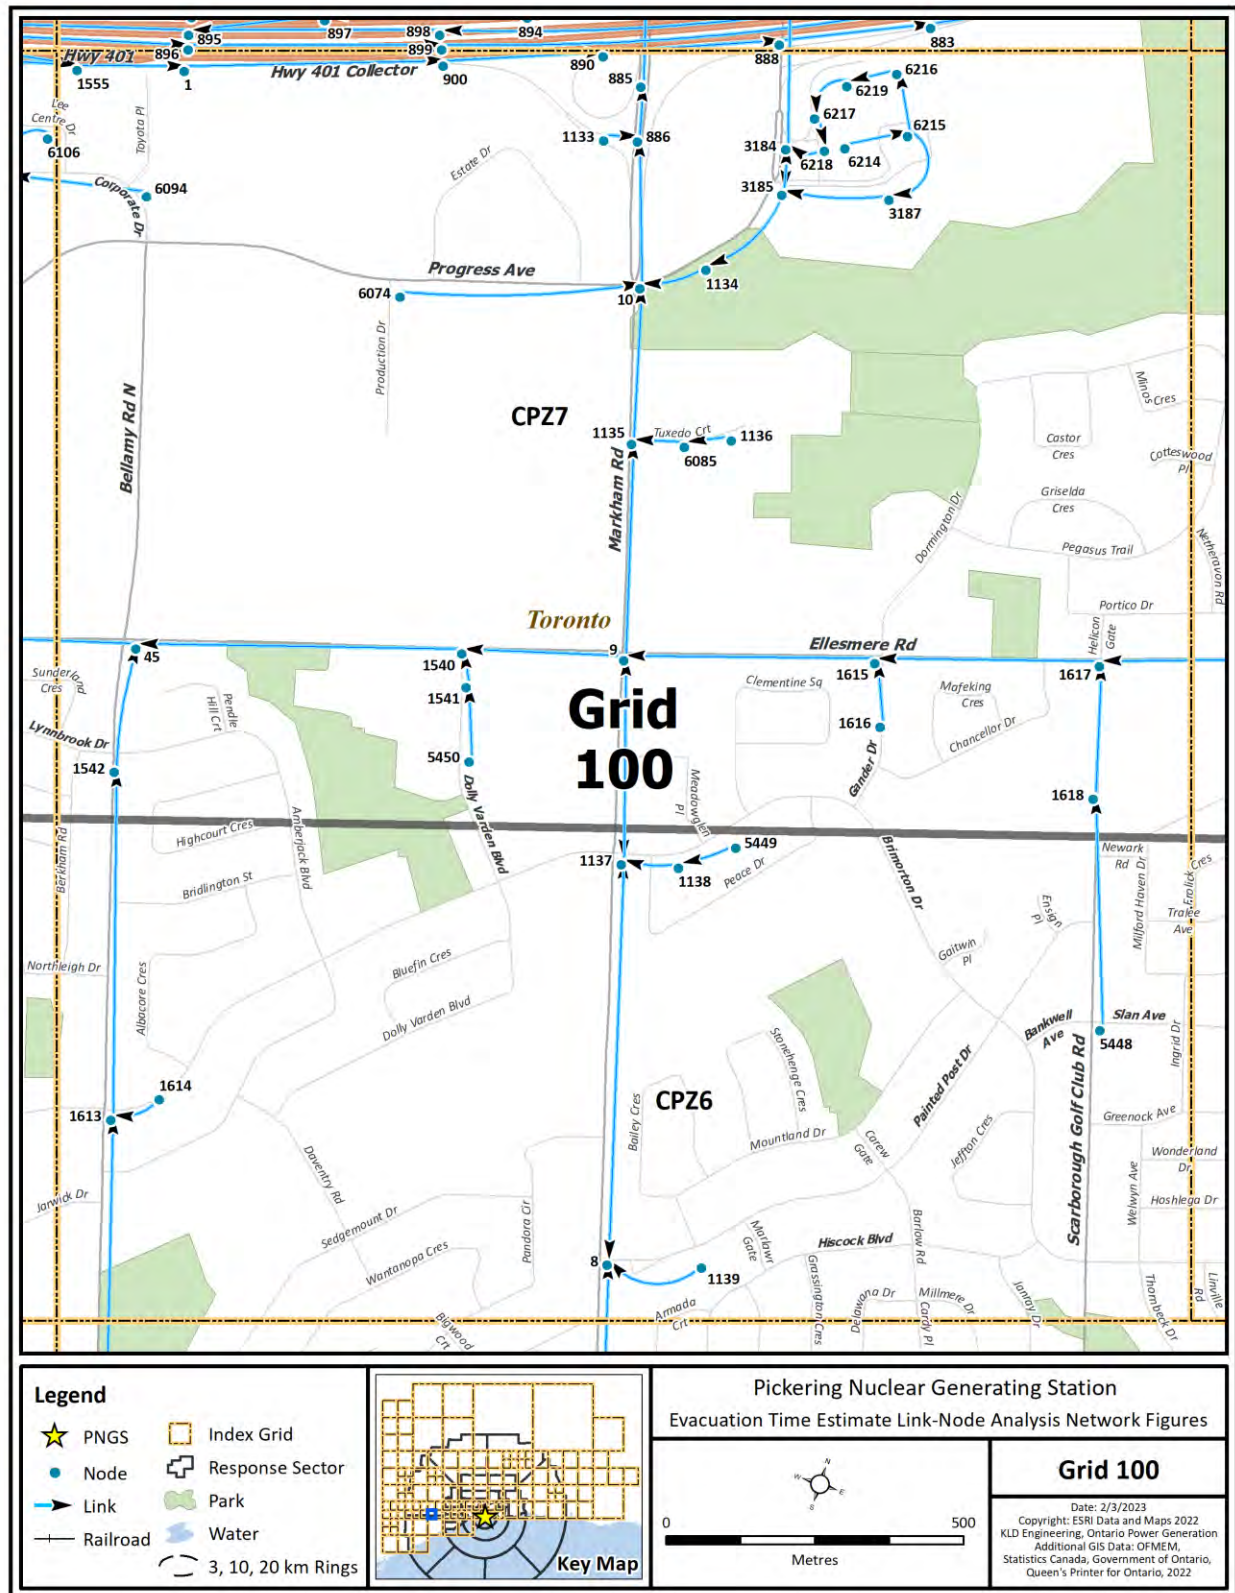 895
897
898
894
883
Hwy 401
896
899
890
885
888
1555
1
Hwy 401 Collector
900
6216
6219
6217
6215
Lee Centre Dr
Toyota Pl
6106
1133
886
3184
6218
6214
Estate Dr
Corporate Dr
6094
3185
3187
Progress Ave
6074
10
1134
Production Dr
Bellamy Rd N
CPZ7
1135
Tuxedo Crt
1136
6085
Markham Rd
Minos Cres
Castor Cres
Cotteswood Pl
Griselda Cres
Dormington Dr
Pegasus Trail
Netheravon Rd
Portico Dr
Helicon Gate
Toronto
Ellesmere Rd
45
1540
9
1615
1617
Sunderland Cres
Pendle Hill Crt
1541
Clementine Sq
Mafeking Cres
Chancellor Dr
Grid
100
1616
Lynnbrook Dr
1542
5450
Gander Dr
Meadowglen Pl
1618
Dolly Varden Blvd
Amberjack Blvd
Highcourt Cres
Berkham Rd
1137
5449
1138
Peace Dr
Brimorton Dr
Newark Rd
Milford Haven Dr
Frolick Cres
Tralee Ave
Bridlington St
Ensign Pl
Gaitwin Pl
Northleigh Dr
Albacore Cres
Bluefin Cres
Dolly Varden Blvd
Bankwell Ave
Slan Ave
5448
Ingrid Dr
Stonehenge Cres
Painted Post Dr
Scarborough Golf Club Rd
1614
1613
CPZ6
Bailey Cres
Mountland Dr
Carew Gate
Jeffton Cres
Greenock Ave
Wonderland Dr
Welwyn Ave
Hoshlega Dr
Daventry Rd
Jarwick Dr
Sedgemount Dr
Pandora Cir
Wantanopa Cres
Marlawr Gate
Hiscock Blvd
Barlow Rd
8
1139
Grassington Cres
Delawana Dr
Millmere Dr
Cardy Pl
Janray Dr
Thornbeck Dr
Linville Rd
Armada Crt
Bigwood Crt
Legend
PNGS
Node
Link
Railroad
Index Grid
Response Sector
Park
Water
3, 10, 20 km Rings
Key Map
Pickering Nuclear Generating Station
Evacuation Time Estimate Link-Node Analysis Network Figures
N
W
E
S
0
500
Metres
Grid 100
Date: 2/3/2023
Copyright: ESRI Data and Maps 2022
KLD Engineering, Ontario Power Generation
Additional GIS Data: OFMEM,
Statistics Canada, Government of Ontario,
Queen's Printer for Ontario, 2022